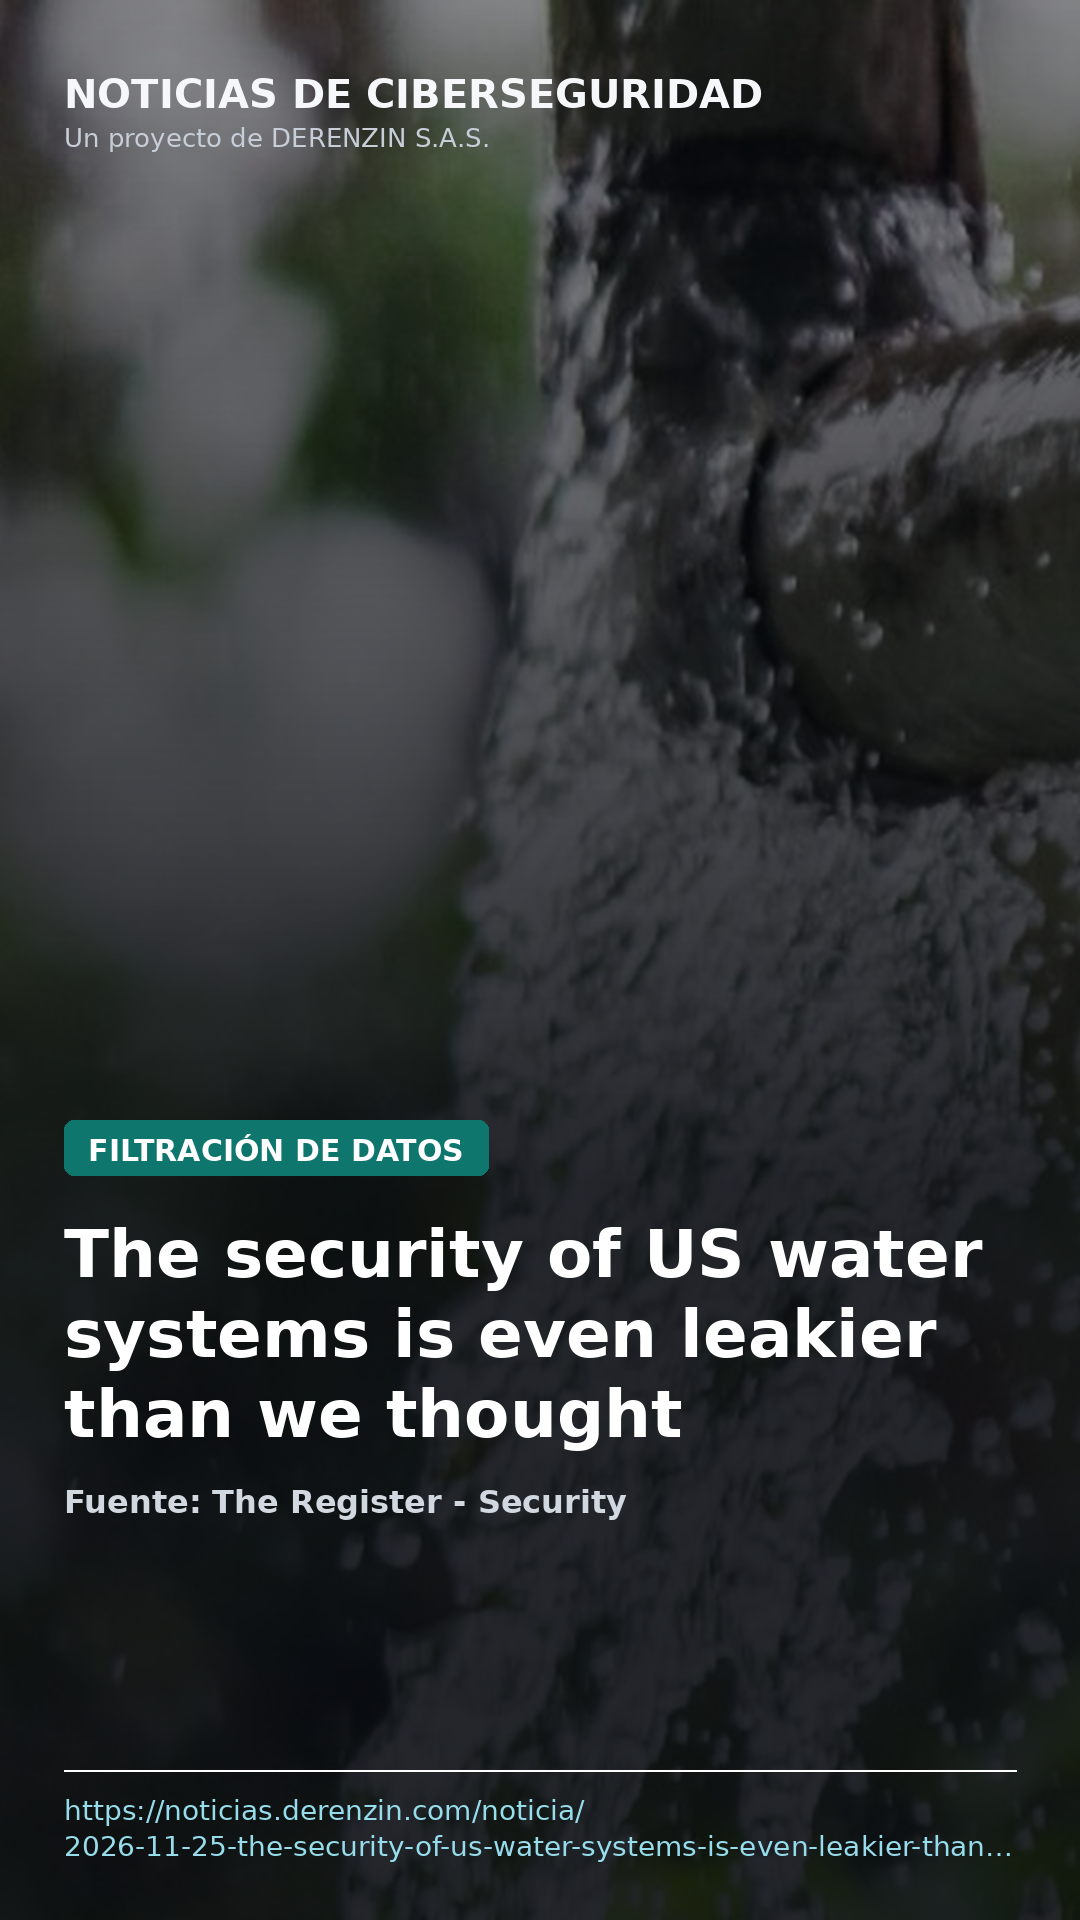 NOTICIAS DE CIBERSEGURIDAD
Un proyecto de DERENZIN S.A.S.
FILTRACIÓN DE DATOS
The security of US water
systems is even leakier
than we thought
Fuente: The Register - Security
https://noticias.derenzin.com/noticia/
2026-11-25-the-security-of-us-water-systems-is-even-leakier-than…